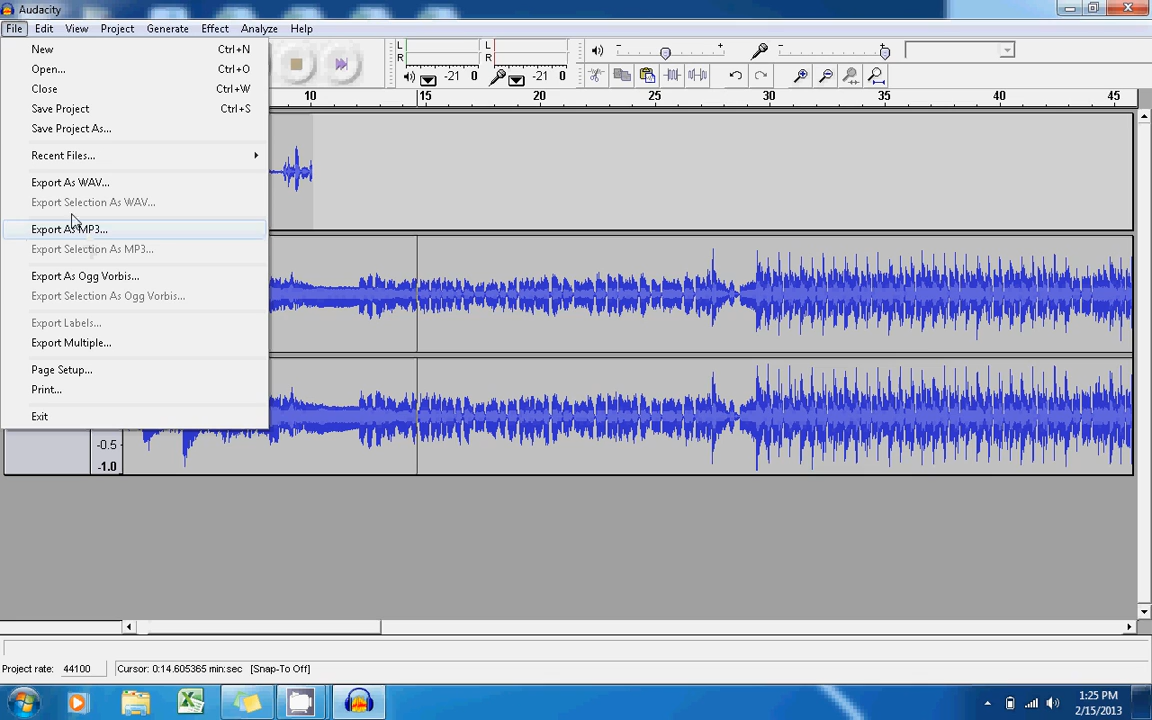 Audacity
File Edit View Project Generate Effect Analyze Help
New Ctrl+N
Open... Ctrl+O
Close Ctrl+W
Save Project Ctrl+S
Save Project As...
Recent Files...
Export As WAV...
Export Selection As WAV...
Export As MP3...
Export Selection As MP3...
Export As Ogg Vorbis...
Export Selection As Ogg Vorbis...
Export Labels...
Export Multiple...
Page Setup...
Print...
Exit
L L
R R
-21 0 -21 0
- + - +
10 15 20 25 30 35 40 45
-0.5
-1.0
Project rate: 44100 Cursor: 0:14.605365 min:sec [Snap-To Off]
1:25 PM
2/15/2013